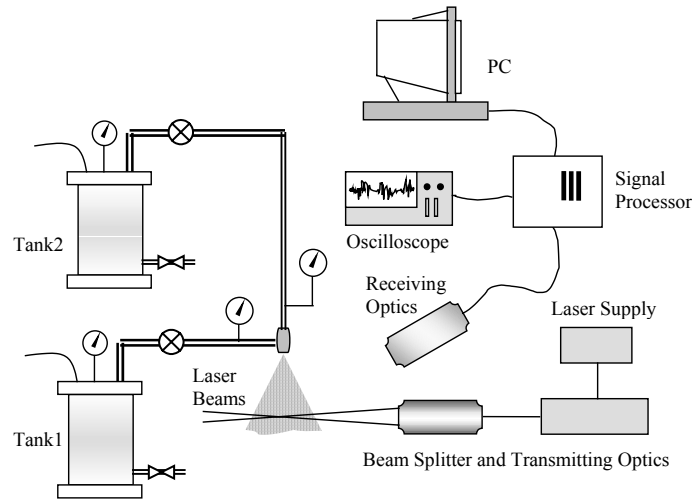 PC
Signal
Processor
Tank2
Oscilloscope
Receiving
Optics
Laser Supply
Laser
Beams
Tank1
Beam Splitter and Transmitting Optics